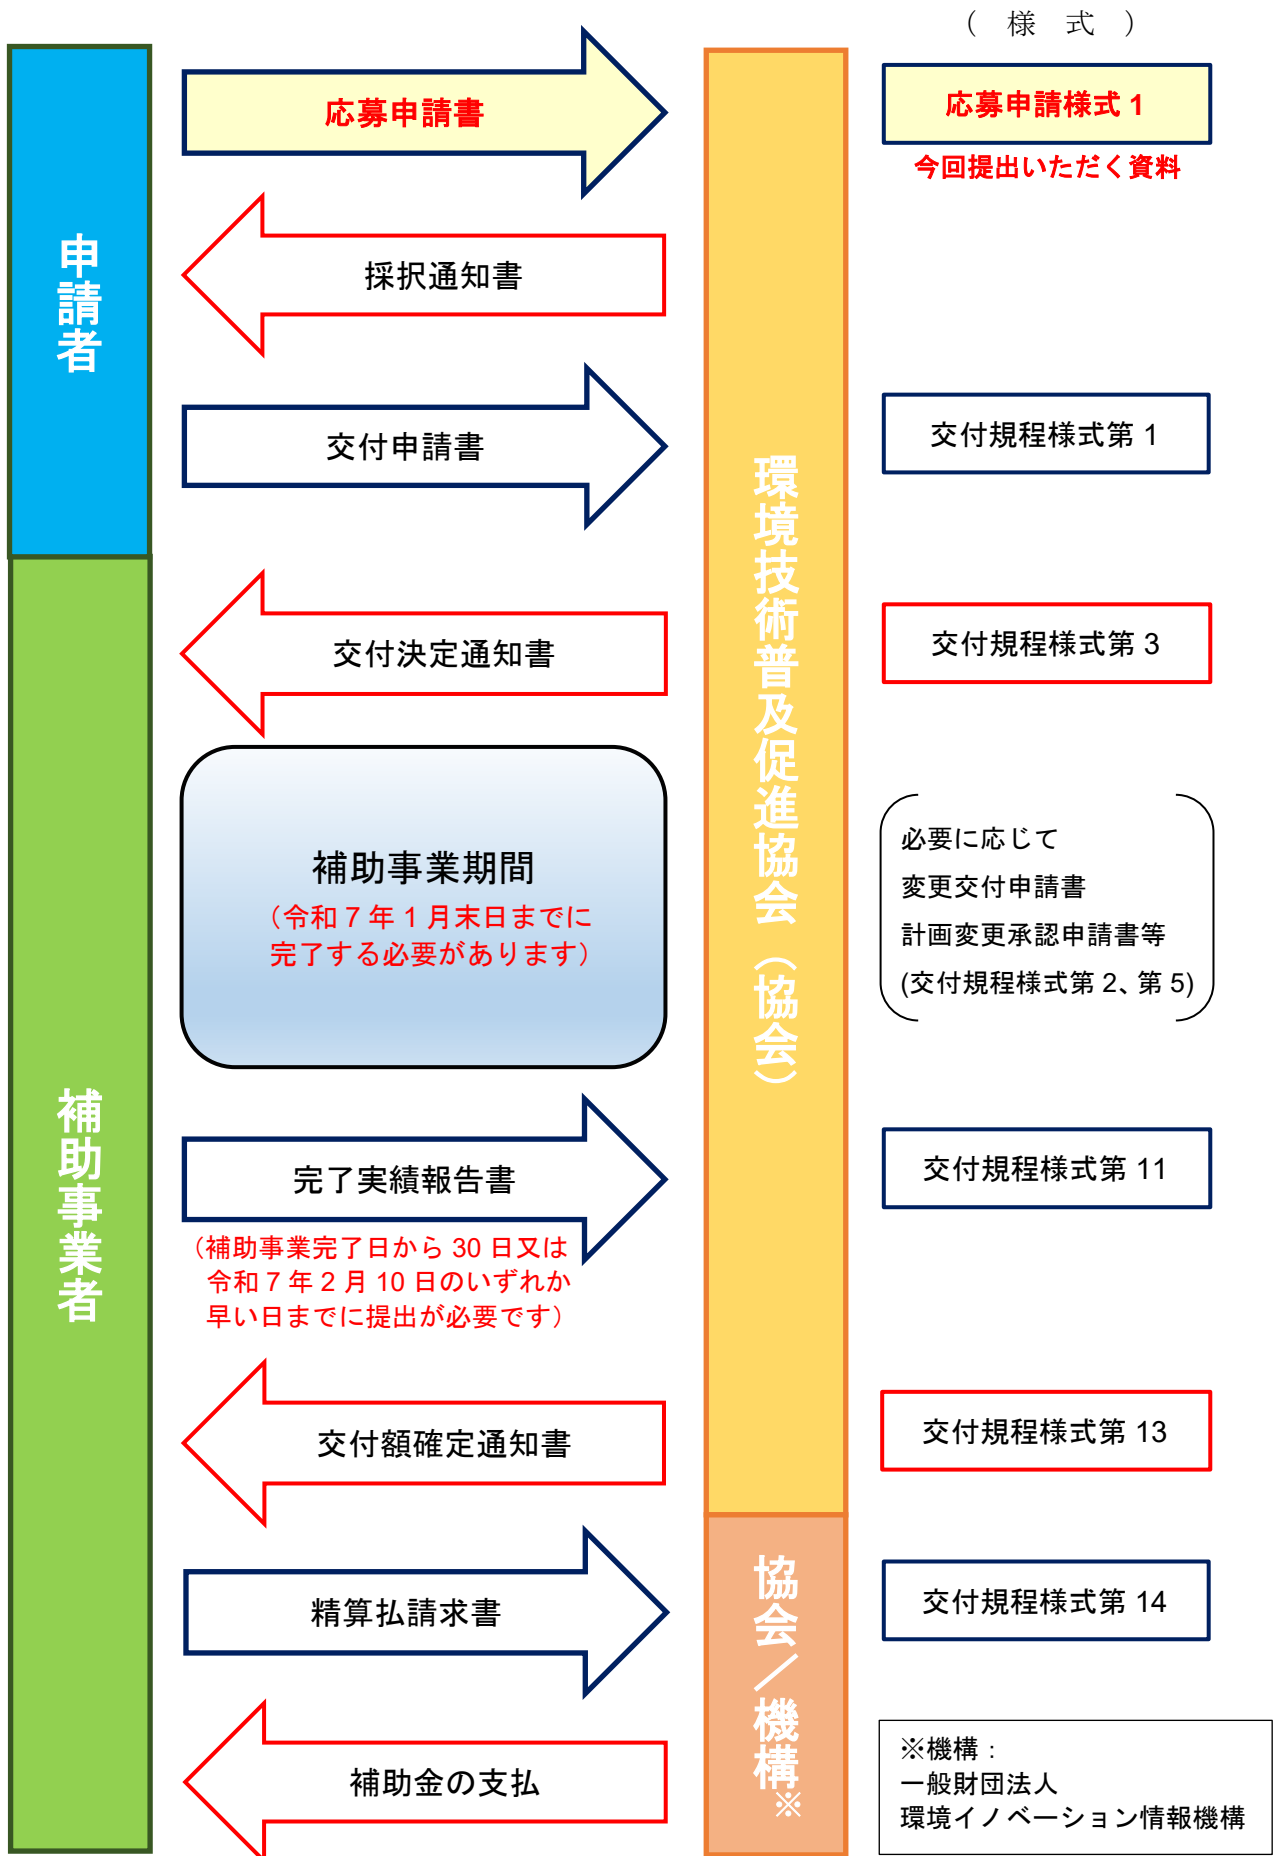 （　様　式　）
申請者
応募申請書
応募申請様式 1
今回提出いただく資料
採択通知書
交付申請書
交付規程様式第 1
環境技術普及促進協会（協会）
補助事業者
交付決定通知書
交付規程様式第 3
補助事業期間
（令和 7 年 1 月末日までに
完了する必要があります）
必要に応じて
変更交付申請書
計画変更承認申請書等
(交付規程様式第 2、第 5)
完了実績報告書
交付規程様式第 11
（補助事業完了日から 30 日又は
令和 7 年 2 月 10 日のいずれか
早い日までに提出が必要です）
交付額確定通知書
交付規程様式第 13
協会／機構※
精算払請求書
交付規程様式第 14
補助金の支払
※機構：
一般財団法人
環境イノベーション情報機構